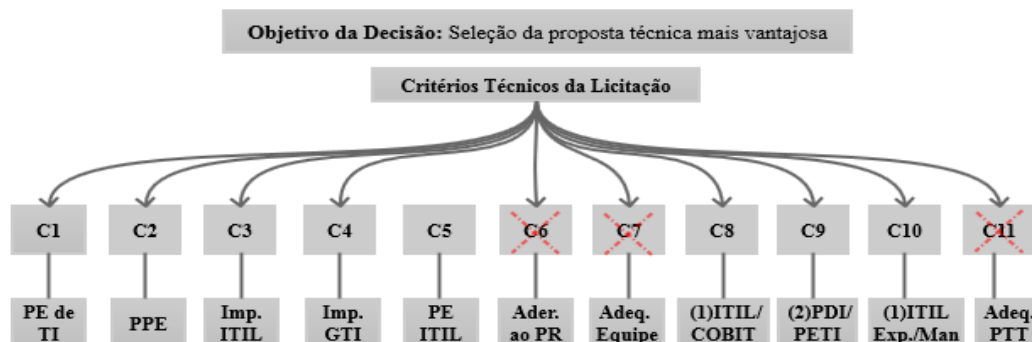 Objetivo da Decisão: Seleção da proposta técnica mais vantajosa
Critérios Técnicos da Licitação
C1 C2 C3 C4 C5 C6 C7 C8 C9 C10 C11
PE de TI
PPE
Imp. ITIL
Imp. GTI
PE ITIL
Ader. ao PR
Adeq. Equipe
(1)ITIL/ COBIT
(2)PDI/ PETI
(1)ITIL Exp./Man
Adeq. PTT